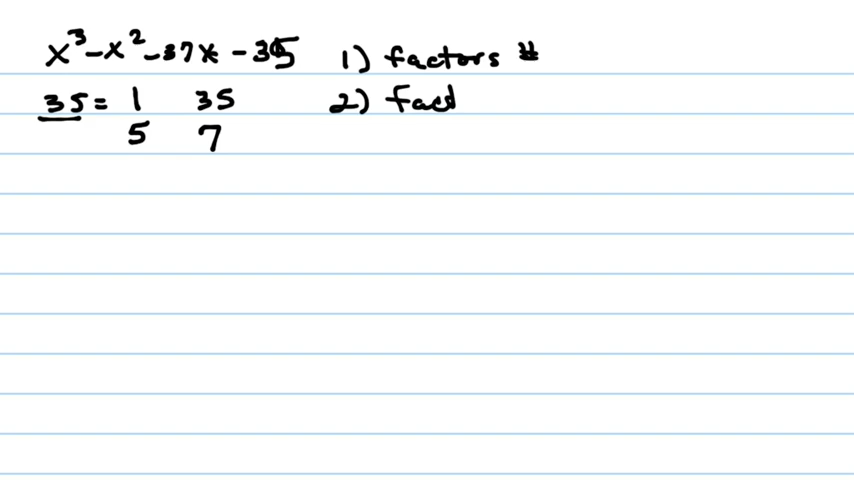 x³ - x² - 37x - 35 1) factors #
35 = 1 35 2) fact
5 7